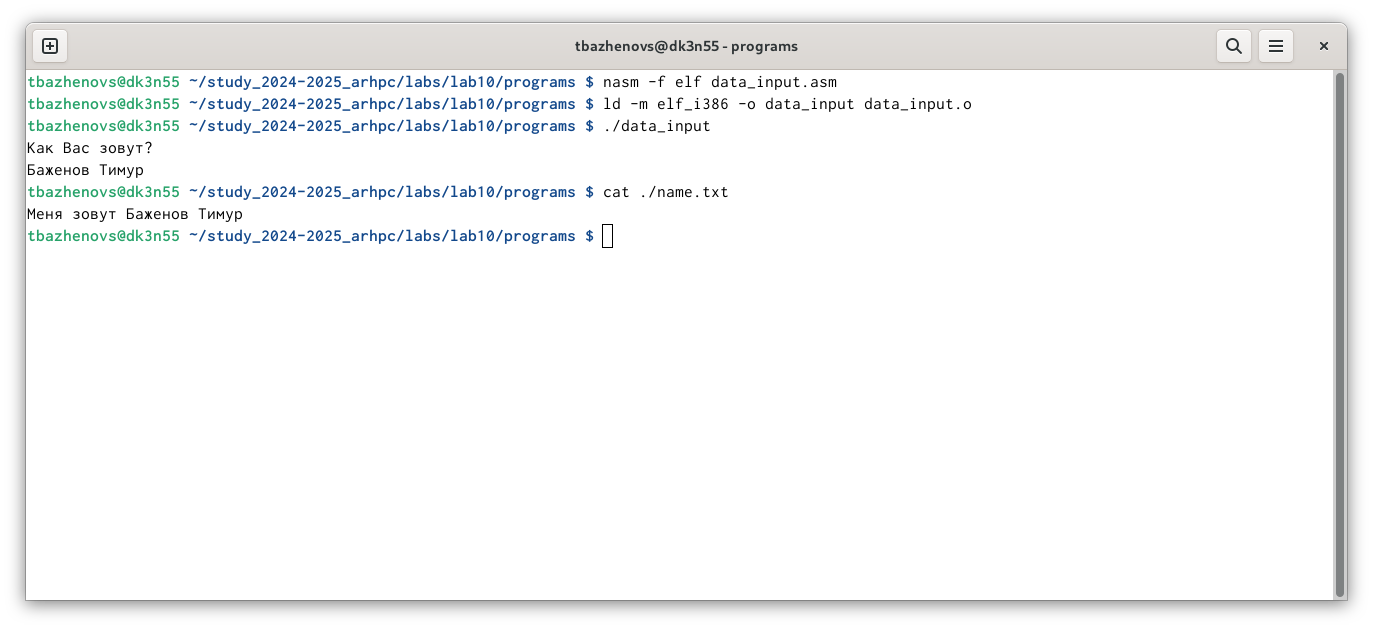 tbazhenovs@dk3n55 - programs
tbazhenovs@dk3n55 ~/study_2024-2025_arhpc/labs/lab10/programs $ nasm -f elf data_input.asm
tbazhenovs@dk3n55 ~/study_2024-2025_arhpc/labs/lab10/programs $ ld -m elf_i386 -o data_input data_input.o
tbazhenovs@dk3n55 ~/study_2024-2025_arhpc/labs/lab10/programs $ ./data_input
Как Вас зовут?
Баженов Тимур
tbazhenovs@dk3n55 ~/study_2024-2025_arhpc/labs/lab10/programs $ cat ./name.txt
Меня зовут Баженов Тимур
tbazhenovs@dk3n55 ~/study_2024-2025_arhpc/labs/lab10/programs $